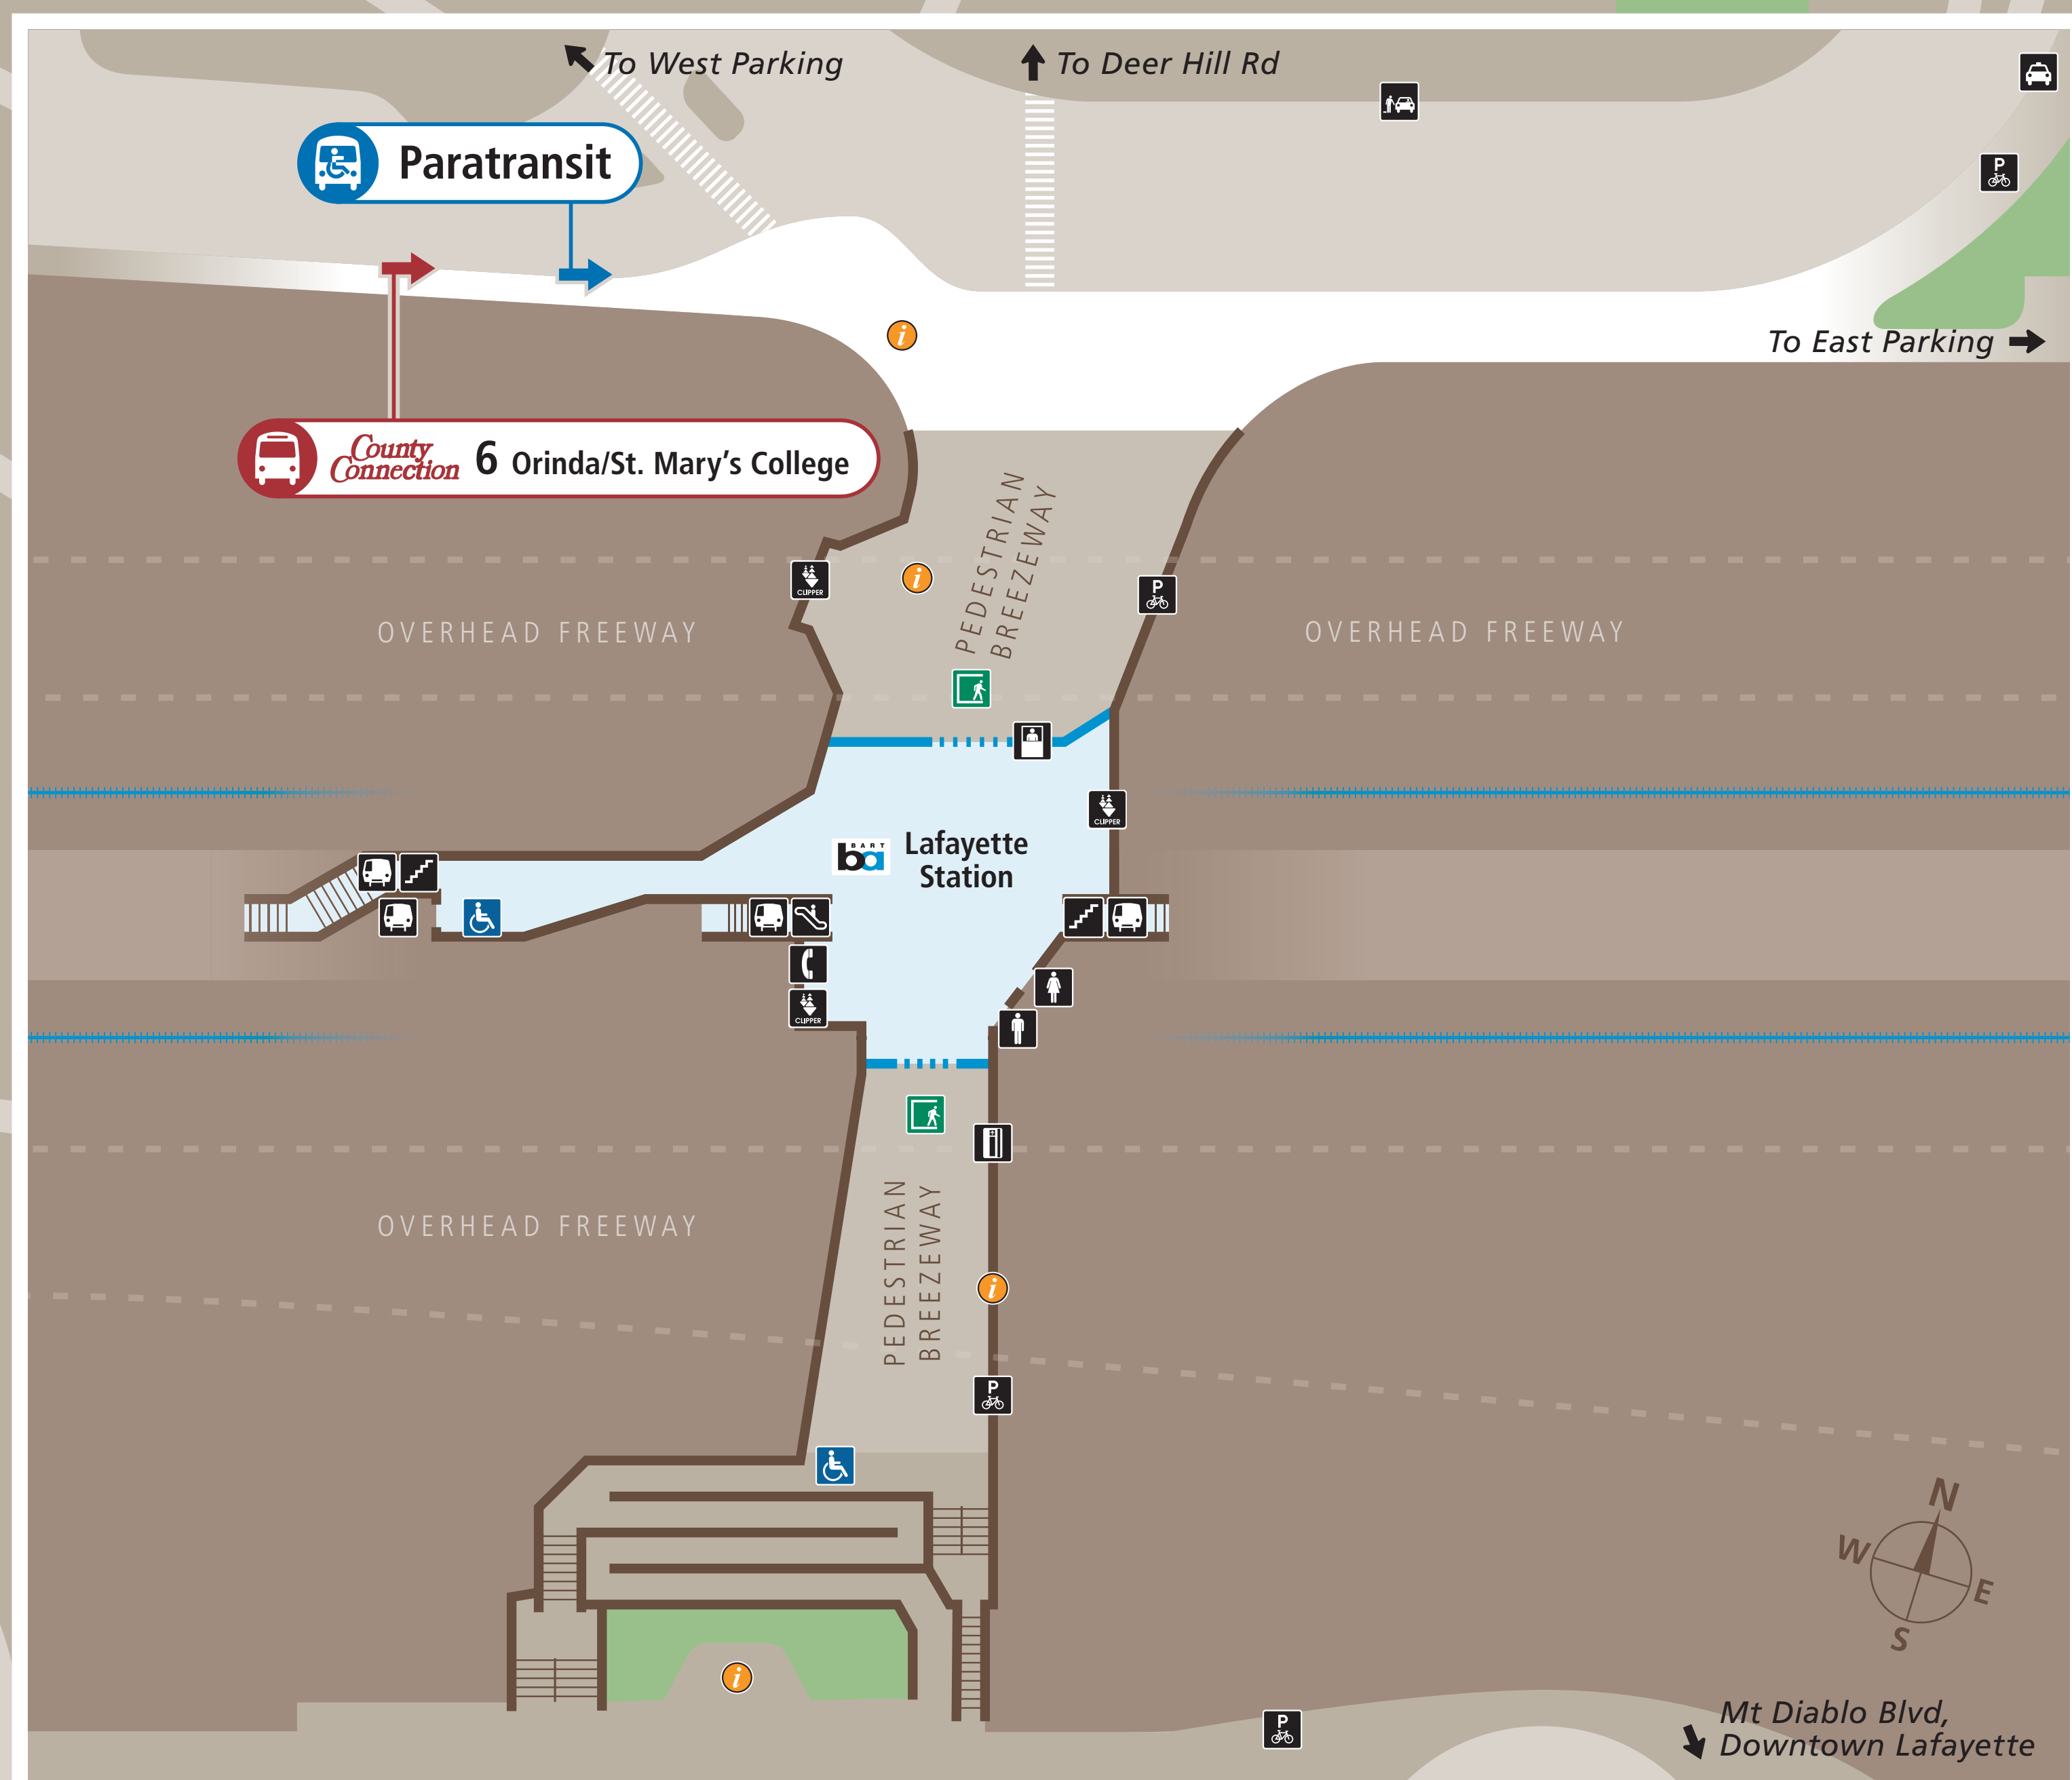 To West Parking
To Deer Hill Rd
P
Paratransit
To East Parking
County
Connection
6 Orinda/St. Mary’s College
PEDESTRIAN
BREEZEWAY
i
i
CLIPPER
P
OVERHEAD FREEWAY
OVERHEAD FREEWAY
CLIPPER
BART
ba
Lafayette
Station
CLIPPER
OVERHEAD FREEWAY
PEDESTRIAN
BREEZEWAY
i
P
N
W
E
S
i
P
Mt Diablo Blvd,
Downtown Lafayette